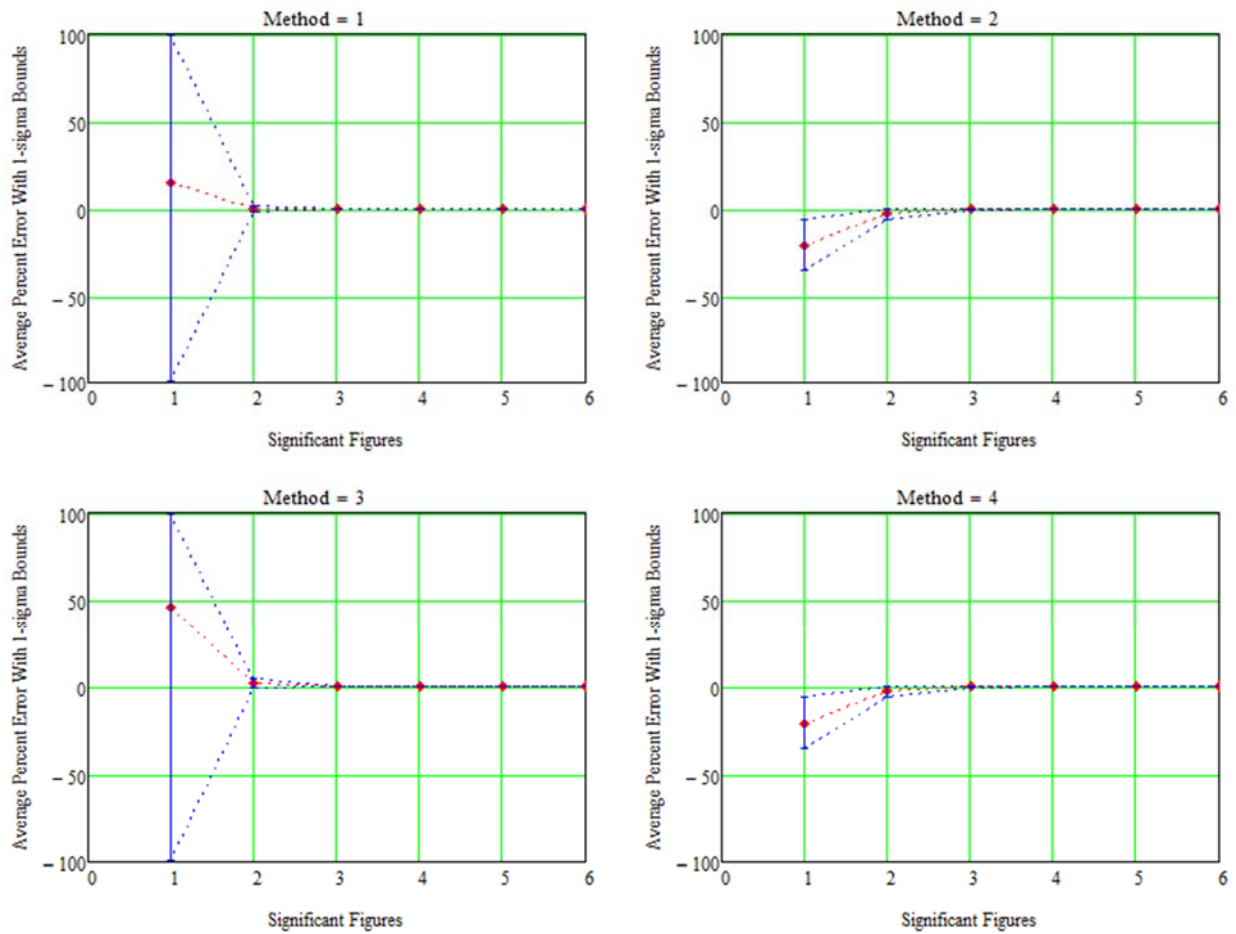 Method = 1
Average Percent Error With 1-sigma Bounds
100
50
0
− 50
− 100
0 1 2 3 4 5 6
Significant Figures
Method = 2
Average Percent Error With 1-sigma Bounds
100
50
0
− 50
− 100
0 1 2 3 4 5 6
Significant Figures
Method = 3
Average Percent Error With 1-sigma Bounds
100
50
0
− 50
− 100
0 1 2 3 4 5 6
Significant Figures
Method = 4
Average Percent Error With 1-sigma Bounds
100
50
0
− 50
− 100
0 1 2 3 4 5 6
Significant Figures